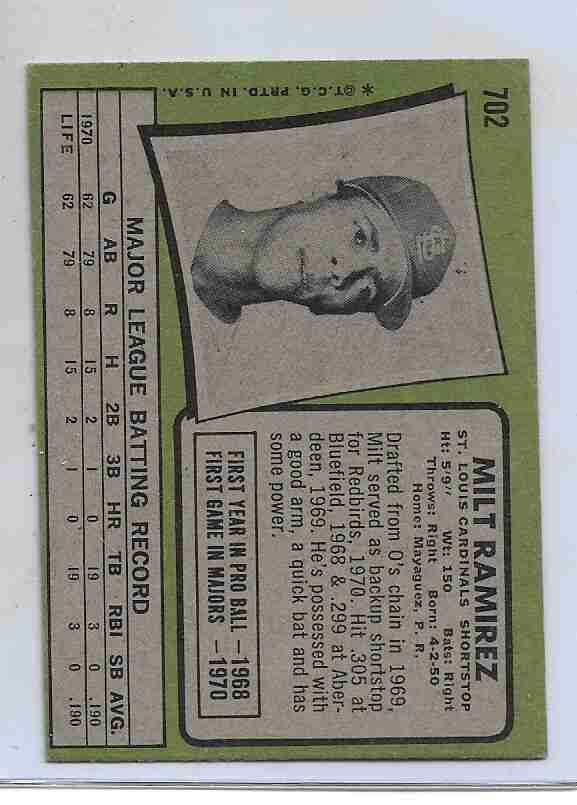 702
MILT RAMIREZ
ST. LOUIS CARDINALS SHORTSTOP
Ht: 5'9" Wt: 150 Bats: Right
Throws: Right Born: 4-2-50
Home: Mayaguez, P. R.
Drafted from O's chain in 1969,
Milt served as backup shortstop
for Redbirds, 1970. Hit .305 at
Bluefield, 1968 & .299 at Aber-
deen, 1969. He's possessed with
a good arm, a quick bat and has
some power.
FIRST YEAR IN PRO BALL —1968
FIRST GAME IN MAJORS —1970
*©T.C.G. PRTD. IN U.S.A.
MAJOR LEAGUE BATTING RECORD
G AB R H 2B 3B HR TB RBI SB AVG.
1970 62 79 8 15 2 1 0 19 3 0 .190
LIFE 62 79 8 15 2 1 0 19 3 0 .190